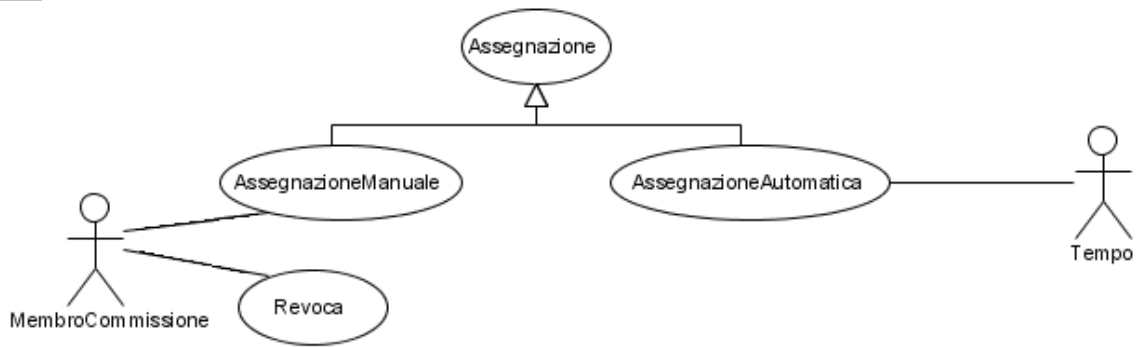 Assegnazione
AssegnazioneManuale
AssegnazioneAutomatica
Tempo
Revoca
MembroCommissione